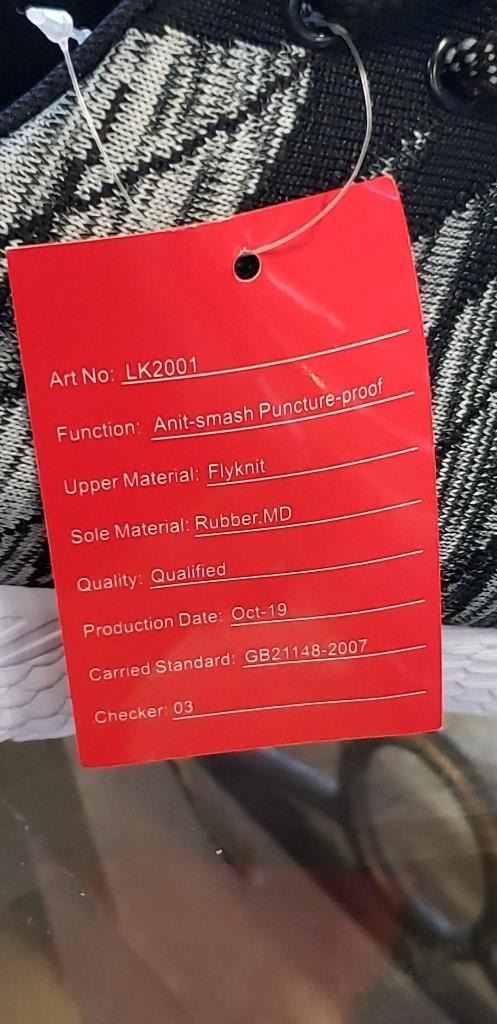 Art No: LK2001
Function: Anit-smash Puncture-proof
Upper Material: Flyknit
Sole Material: Rubber.MD
Quality: Qualified
Production Date: Oct-19
Carried Standard: GB21148-2007
Checker: 03